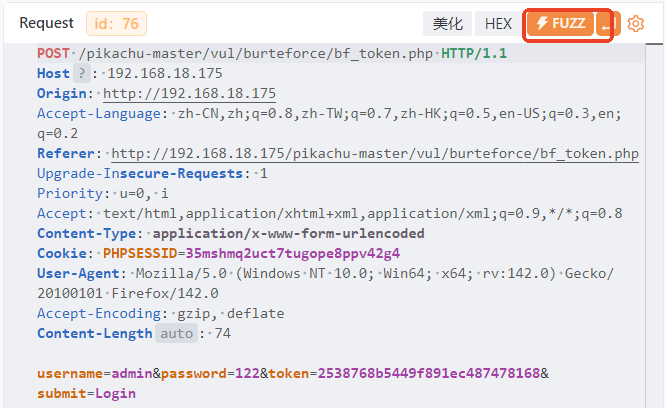 Request id: 76 美化 HEX FUZZ
POST /pikachu-master/vul/burteforce/bf_token.php HTTP/1.1
Host ? : 192.168.18.175
Origin: http://192.168.18.175
Accept-Language: zh-CN,zh;q=0.8,zh-TW;q=0.7,zh-HK;q=0.5,en-US;q=0.3,en;
q=0.2
Referer: http://192.168.18.175/pikachu-master/vul/burteforce/bf_token.php
Upgrade-Insecure-Requests: 1
Priority: u=0, i
Accept: text/html,application/xhtml+xml,application/xml;q=0.9,*/*;q=0.8
Content-Type: application/x-www-form-urlencoded
Cookie: PHPSESSID=35mshmq2uct7tugope8ppv42g4
User-Agent: Mozilla/5.0 (Windows NT 10.0; Win64; x64; rv:142.0) Gecko/
20100101 Firefox/142.0
Accept-Encoding: gzip, deflate
Content-Length auto : 74
username=admin&password=122&token=2538768b5449f891ec487478168&
submit=Login